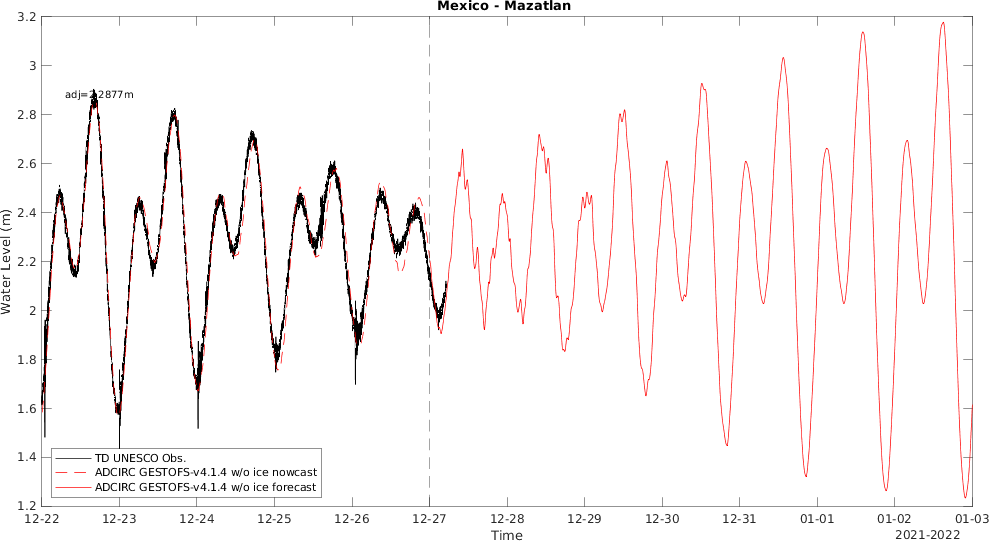 Mexico - Mazatlan
Water Level (m)
3.2
3
2.8
2.6
2.4
2.2
2
1.8
1.6
1.4
1.2
adj=2.2877m
TD UNESCO Obs.
ADCIRC GESTOFS-v4.1.4 w/o ice nowcast
ADCIRC GESTOFS-v4.1.4 w/o ice forecast
12-22 12-23 12-24 12-25 12-26 12-27 12-28 12-29 12-30 12-31 01-01 01-02 01-03
Time
2021-2022